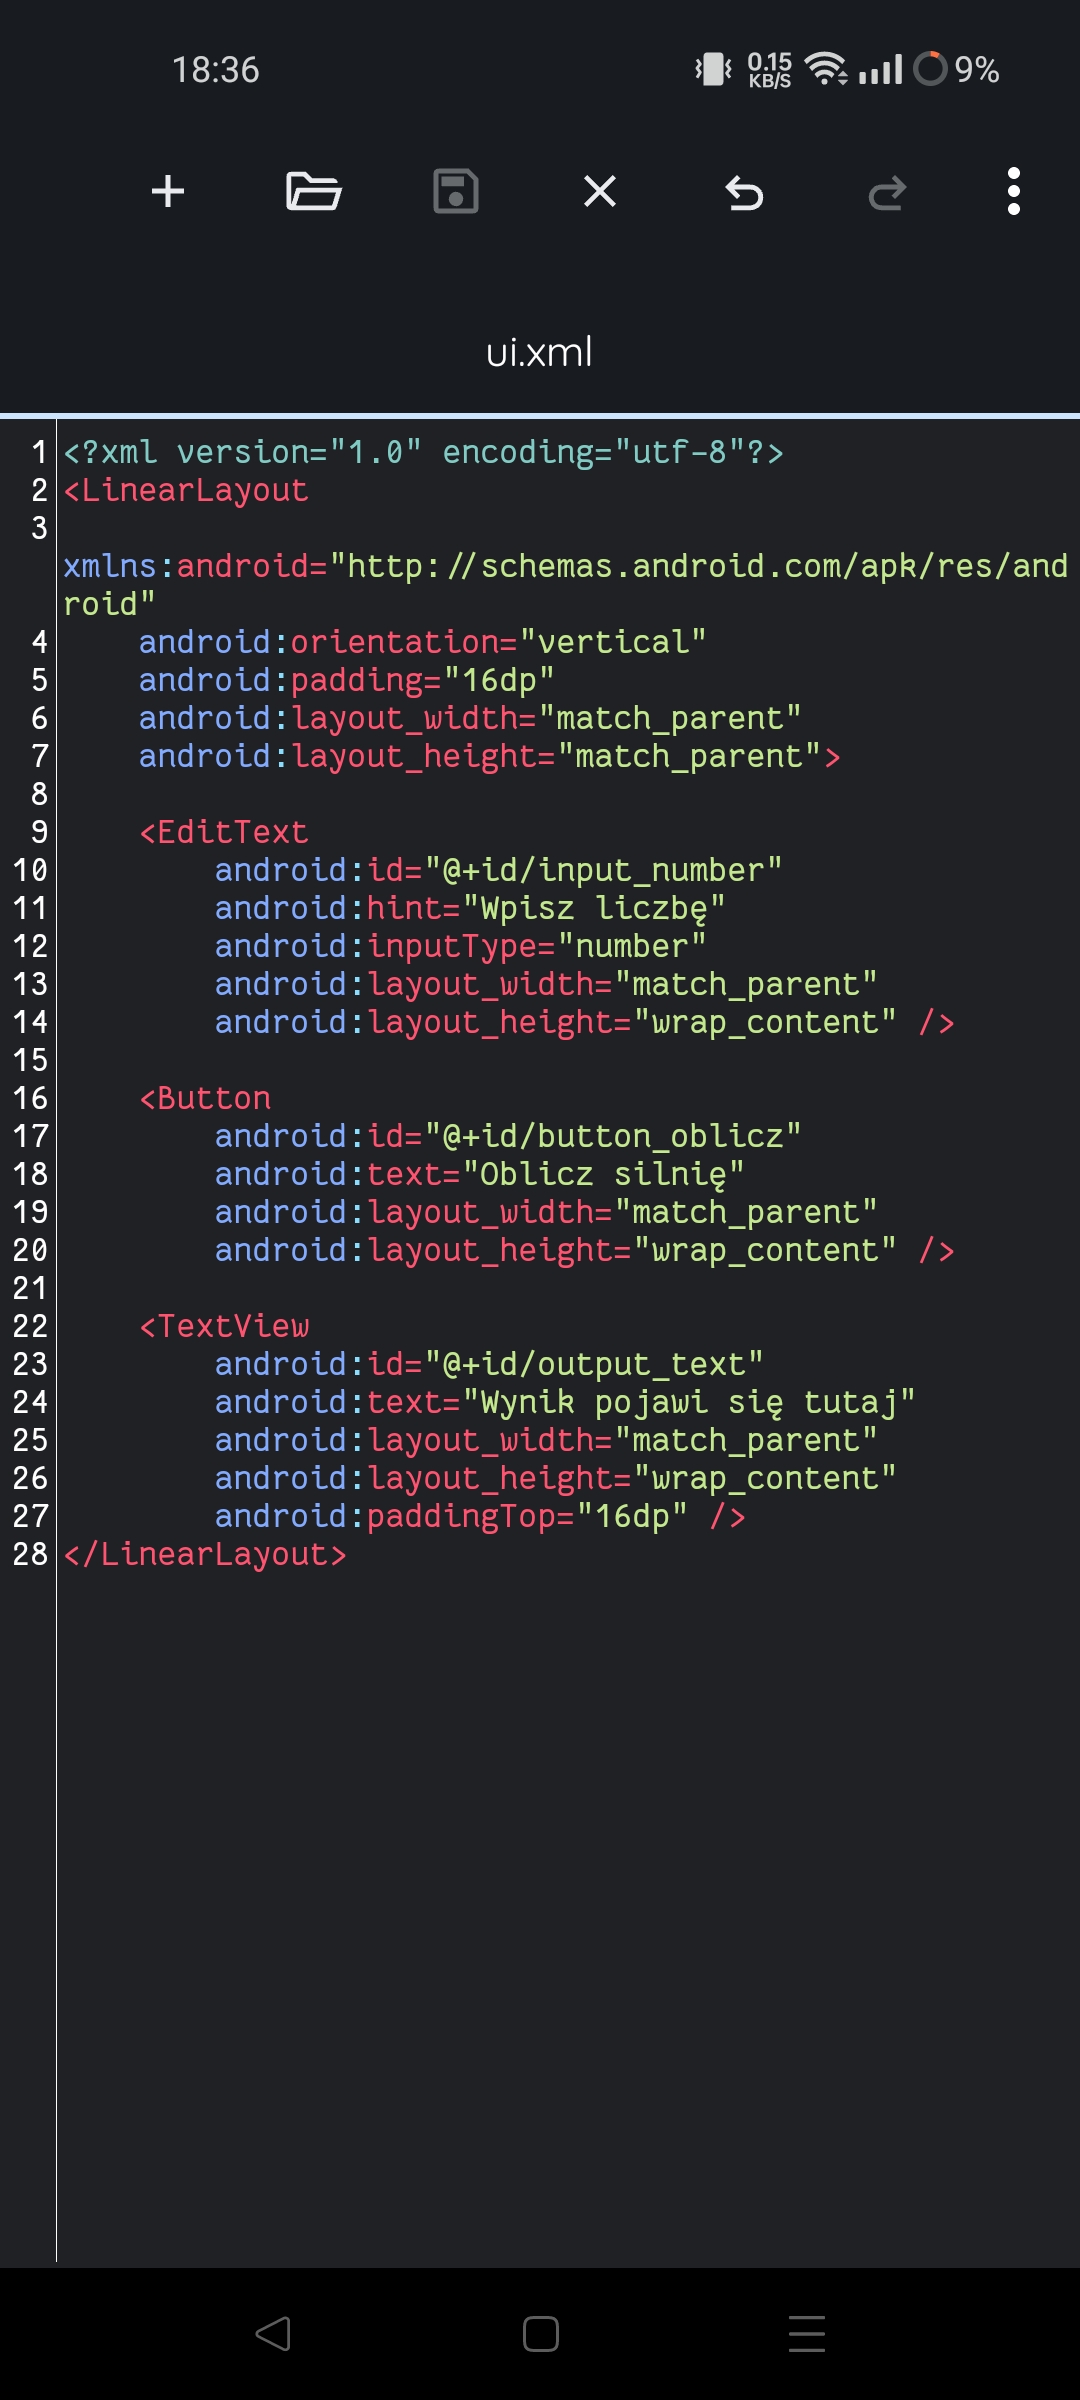 18:36
0.15
KB/S
9%
ui.xml
1 <?xml version="1.0" encoding="utf-8"?>
2 <LinearLayout
3
xmlns:android="http://schemas.android.com/apk/res/and
roid"
4     android:orientation="vertical"
5     android:padding="16dp"
6     android:layout_width="match_parent"
7     android:layout_height="match_parent">
8
9     <EditText
10         android:id="@+id/input_number"
11         android:hint="Wpisz liczbę"
12         android:inputType="number"
13         android:layout_width="match_parent"
14         android:layout_height="wrap_content" />
15
16     <Button
17         android:id="@+id/button_oblicz"
18         android:text="Oblicz silnię"
19         android:layout_width="match_parent"
20         android:layout_height="wrap_content" />
21
22     <TextView
23         android:id="@+id/output_text"
24         android:text="Wynik pojawi się tutaj"
25         android:layout_width="match_parent"
26         android:layout_height="wrap_content"
27         android:paddingTop="16dp" />
28 </LinearLayout>